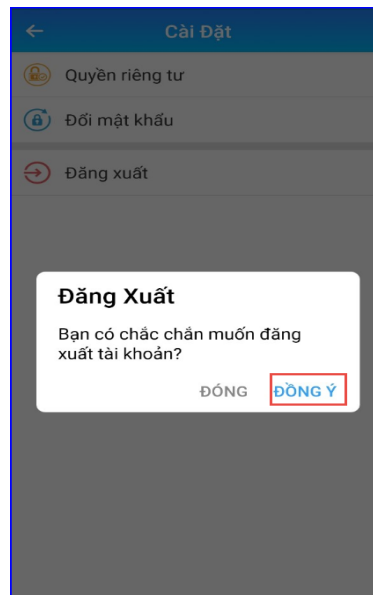 Cài Đặt
Quyền riêng tư
Đổi mật khẩu
Đăng xuất
Đăng Xuất
Bạn có chắc chắn muốn đăng
xuất tài khoản?
ĐÓNG ĐỒNG Ý